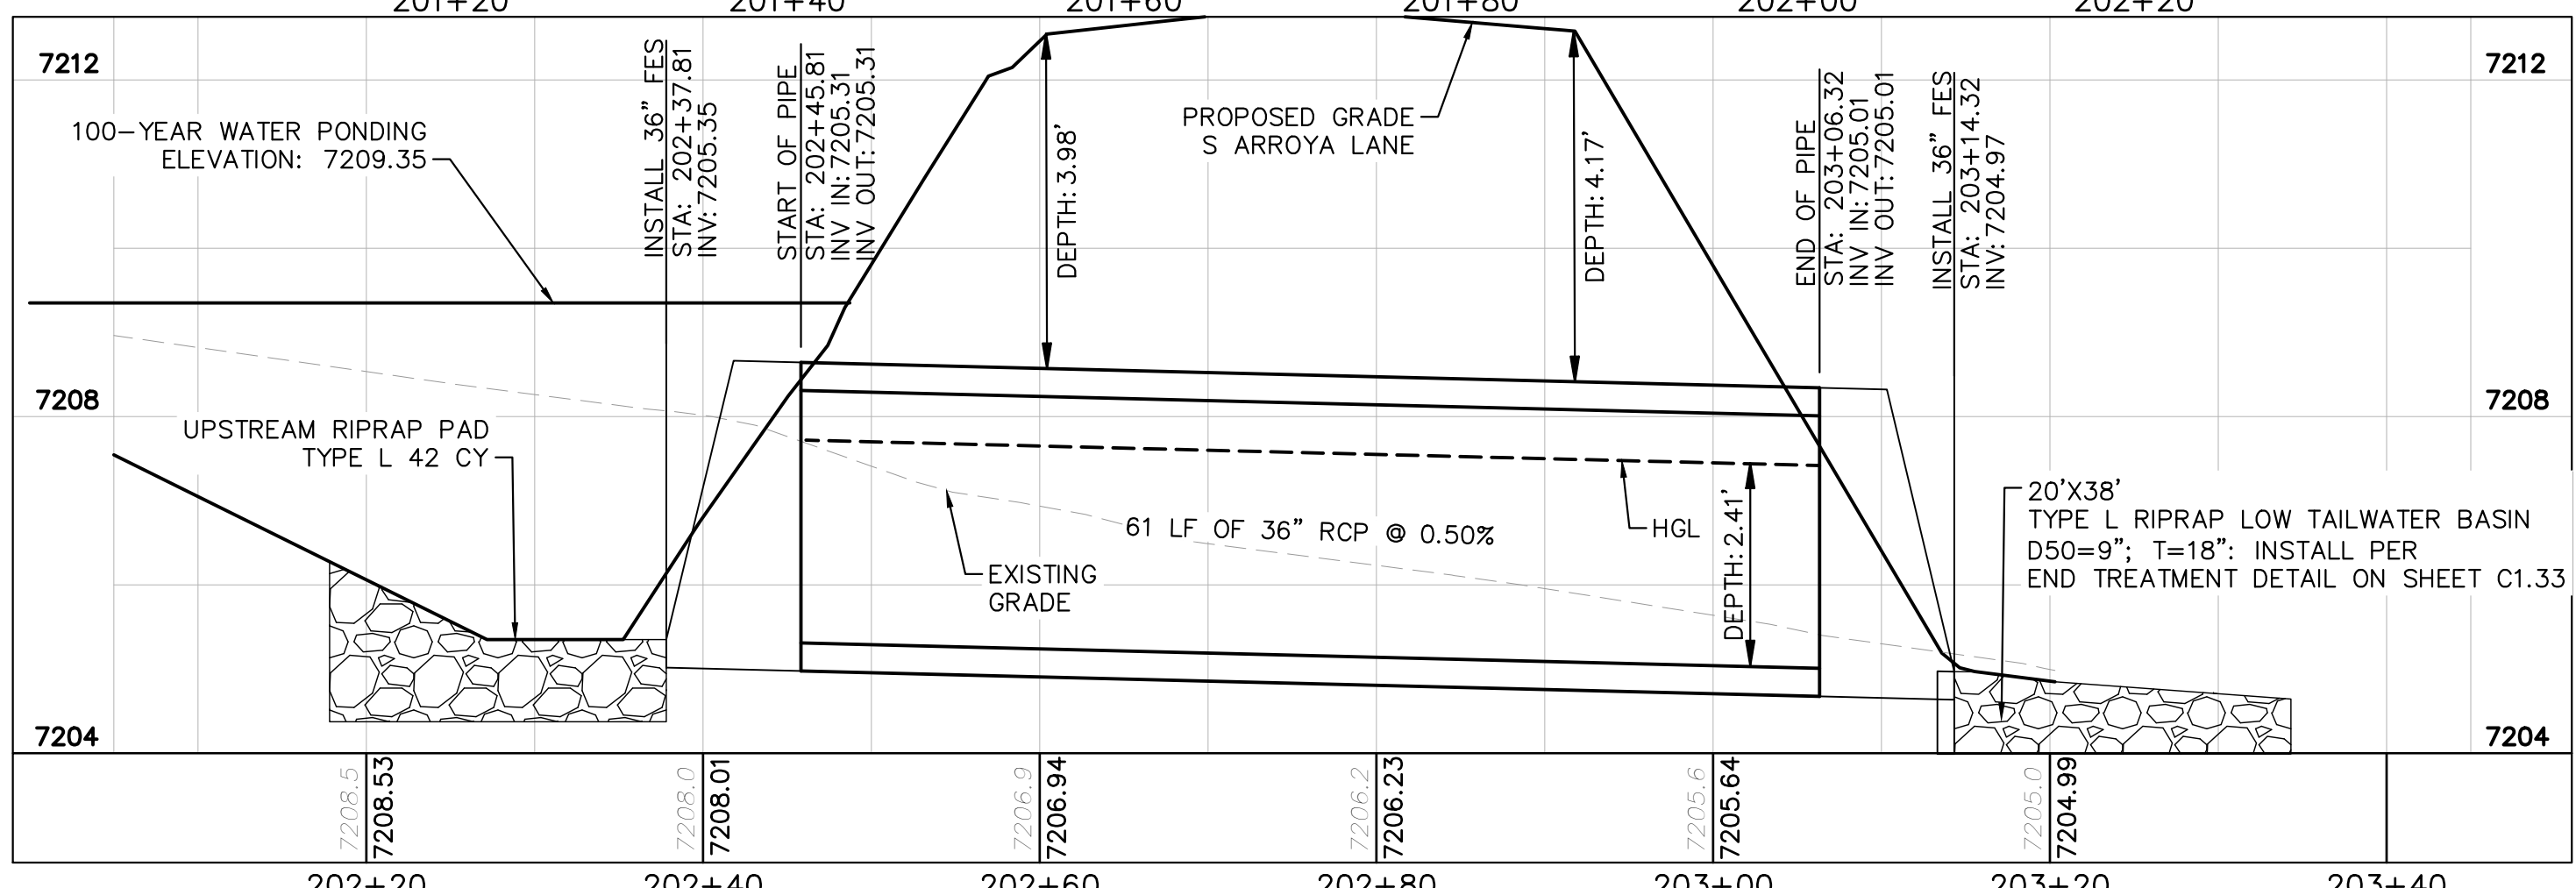 201+20 201+40 201+60 201+80 202+00 202+20
7212
7212
100-YEAR WATER PONDING
ELEVATION: 7209.35
INSTALL 36" FES
STA: 202+37.81
INV: 7205.35
START OF PIPE
STA: 202+45.81
INV IN: 7205.31
INV OUT: 7205.31
DEPTH: 3.98'
PROPOSED GRADE
S ARROYA LANE
DEPTH: 4.17'
END OF PIPE
STA: 203+06.32
INV IN: 7205.01
INV OUT: 7205.01
INSTALL 36" FES
STA: 203+14.32
INV: 7204.97
7208
7208
UPSTREAM RIPRAP PAD
TYPE L 42 CY
EXISTING
GRADE
61 LF OF 36" RCP @ 0.50%
HGL
DEPTH: 2.41'
20'X38'
TYPE L RIPRAP LOW TAILWATER BASIN
D50=9"; T=18": INSTALL PER
END TREATMENT DETAIL ON SHEET C1.33
7204
7204
7208.5
7208.53
7208.0
7208.01
7206.9
7206.94
7206.2
7206.23
7205.6
7205.64
7205.0
7204.99
202+20 202+40 202+60 202+80 203+00 203+20 203+40